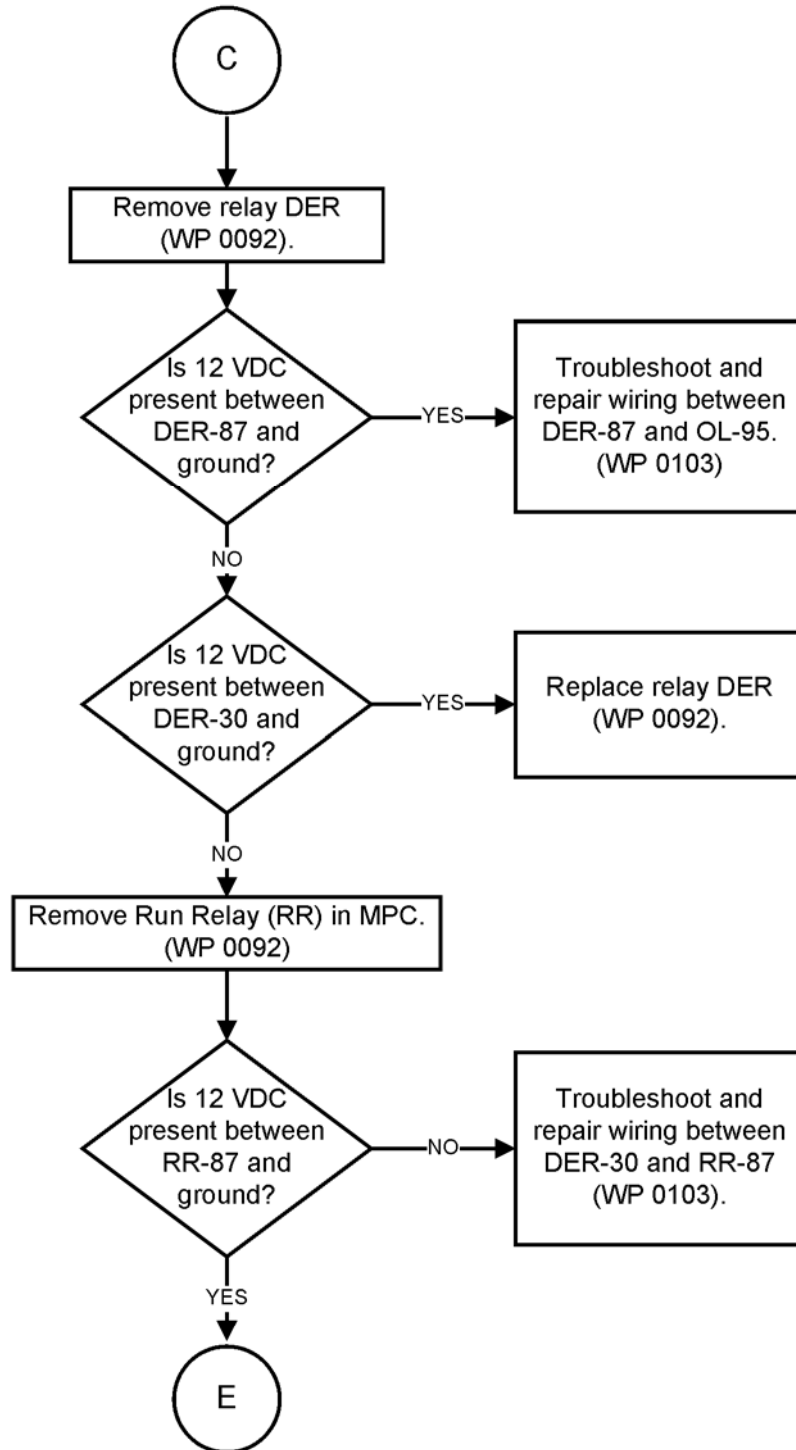 C
Remove relay DER
(WP 0092).
Is 12 VDC
present between
DER-87 and
ground?
YES
Troubleshoot and
repair wiring between
DER-87 and OL-95.
(WP 0103)
NO
Is 12 VDC
present between
DER-30 and
ground?
YES
Replace relay DER
(WP 0092).
NO
Remove Run Relay (RR) in MPC.
(WP 0092)
Is 12 VDC
present between
RR-87 and
ground?
NO
Troubleshoot and
repair wiring between
DER-30 and RR-87
(WP 0103).
YES
E